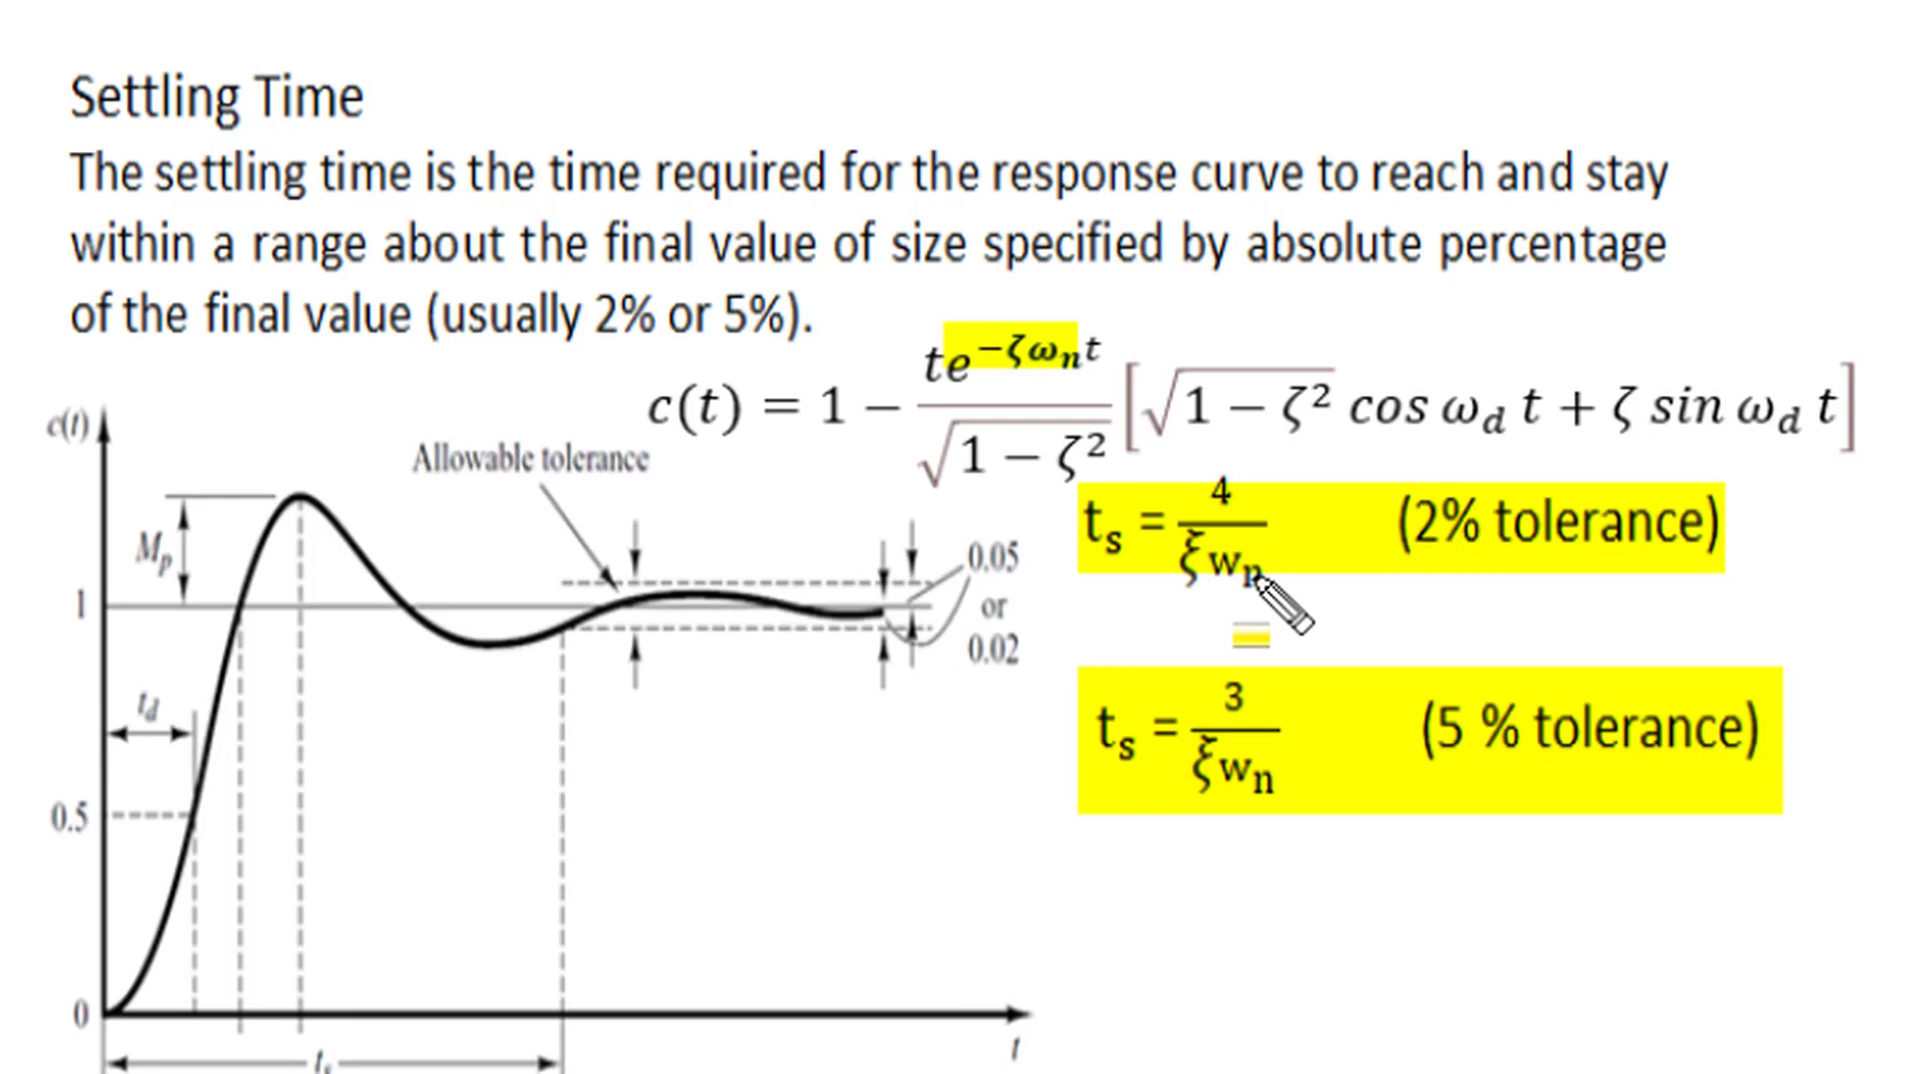 Settling Time
The settling time is the time required for the response curve to reach and stay
within a range about the final value of size specified by absolute percentage
of the final value (usually 2% or 5%).
c(t) = 1 − te^{−ζω_n t} / √(1 − ζ²) [√(1 − ζ²) cos ω_d t + ζ sin ω_d t]
c(t)
Allowable tolerance
t_s = 4 / ξw_n (2% tolerance)
M_p
0.05
or
0.02
1
t_s = 3 / ξw_n (5 % tolerance)
t_d
0.5
0
t
t_s